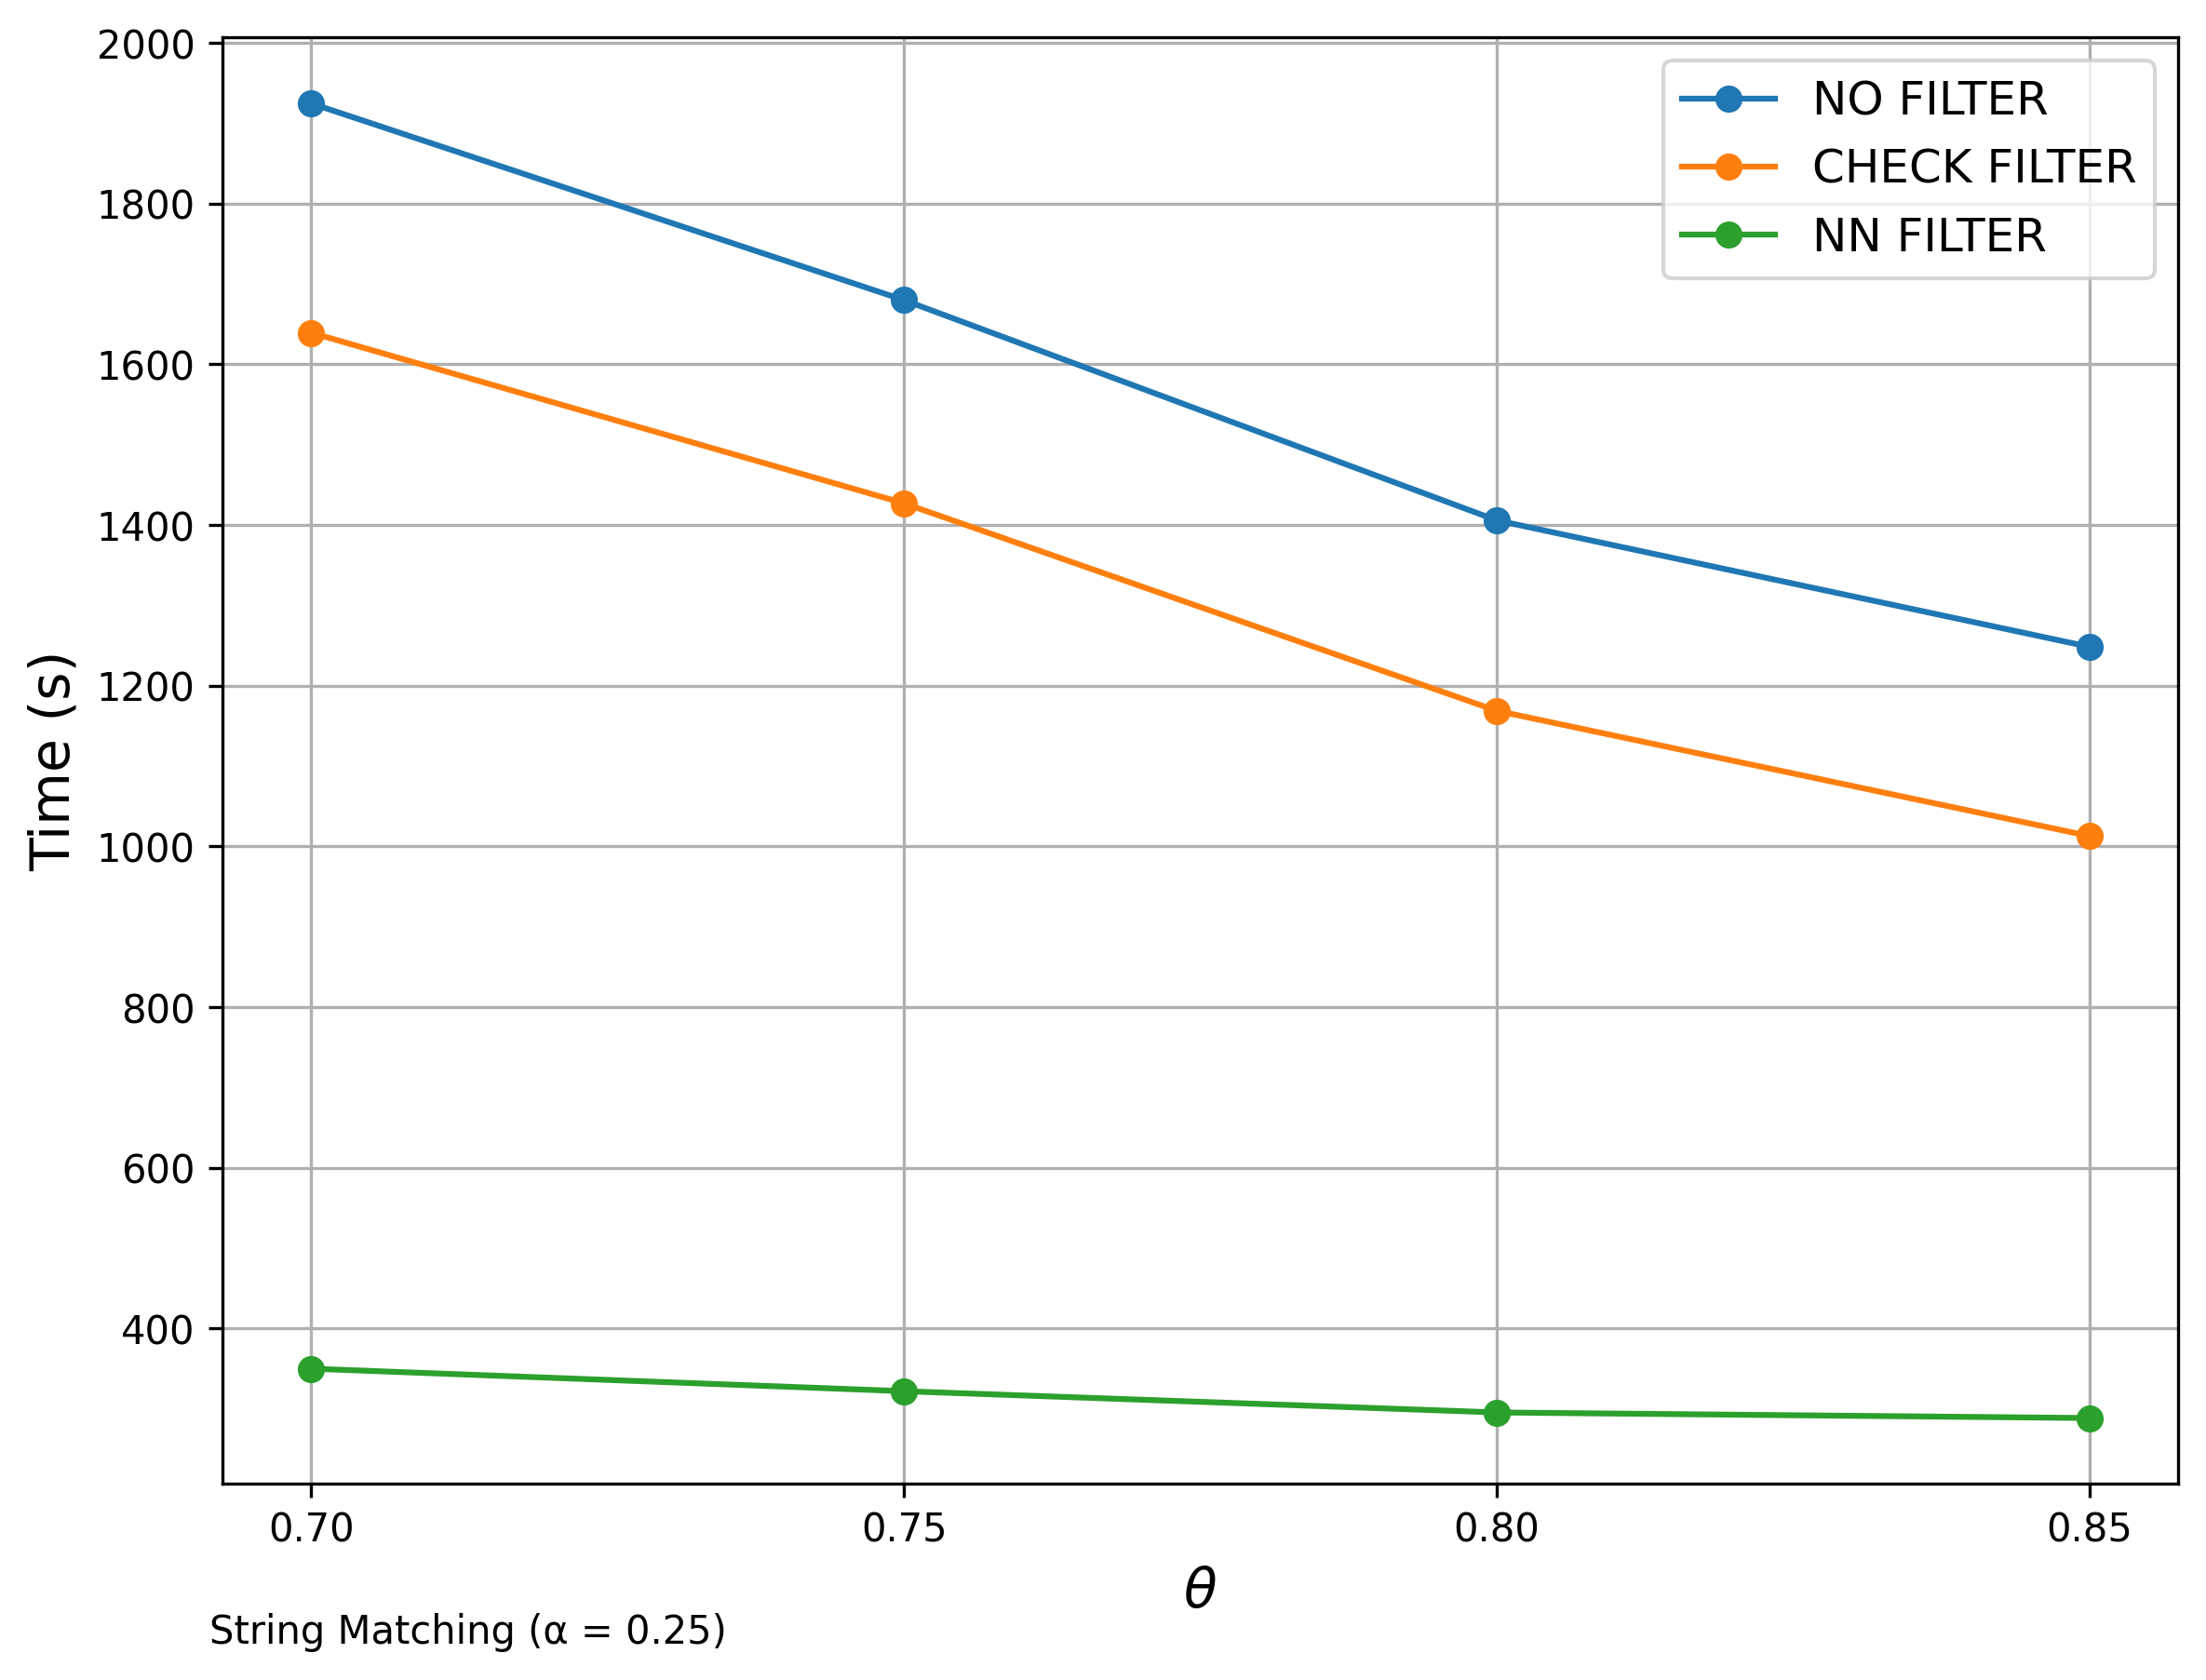 2000
1800
1600
1400
1200
1000
800
600
400
Time (s)
NO FILTER
CHECK FILTER
NN FILTER
0.70 0.75 0.80 0.85
θ
String Matching (α = 0.25)